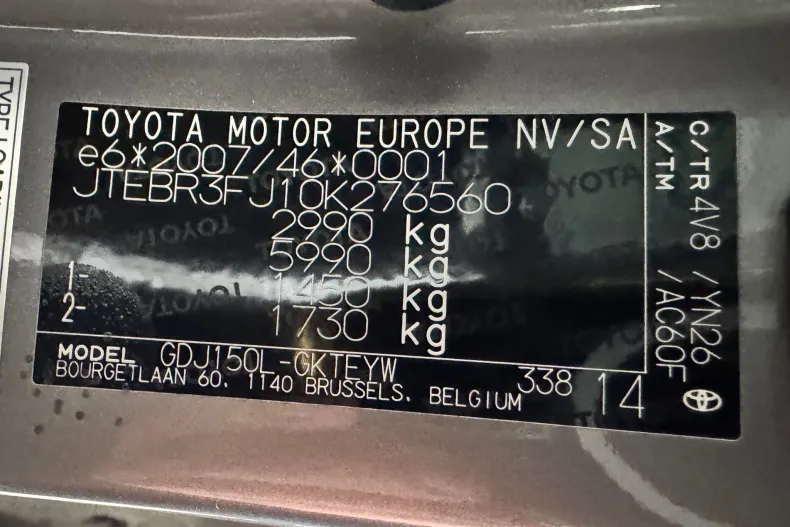 TOYOTA MOTOR EUROPE NV/SA
e6*2007/46*0001
JTEBR3FJ10K276560
2990 kg
5990 kg
1- 1450 kg
2- 1730 kg
MODEL GDJ150L-GKTEYW
BOURGETLAAN 60, 1140 BRUSSELS, BELGIUM
338 14
C/TR 4V8 /YN26
A/TM /AC60F